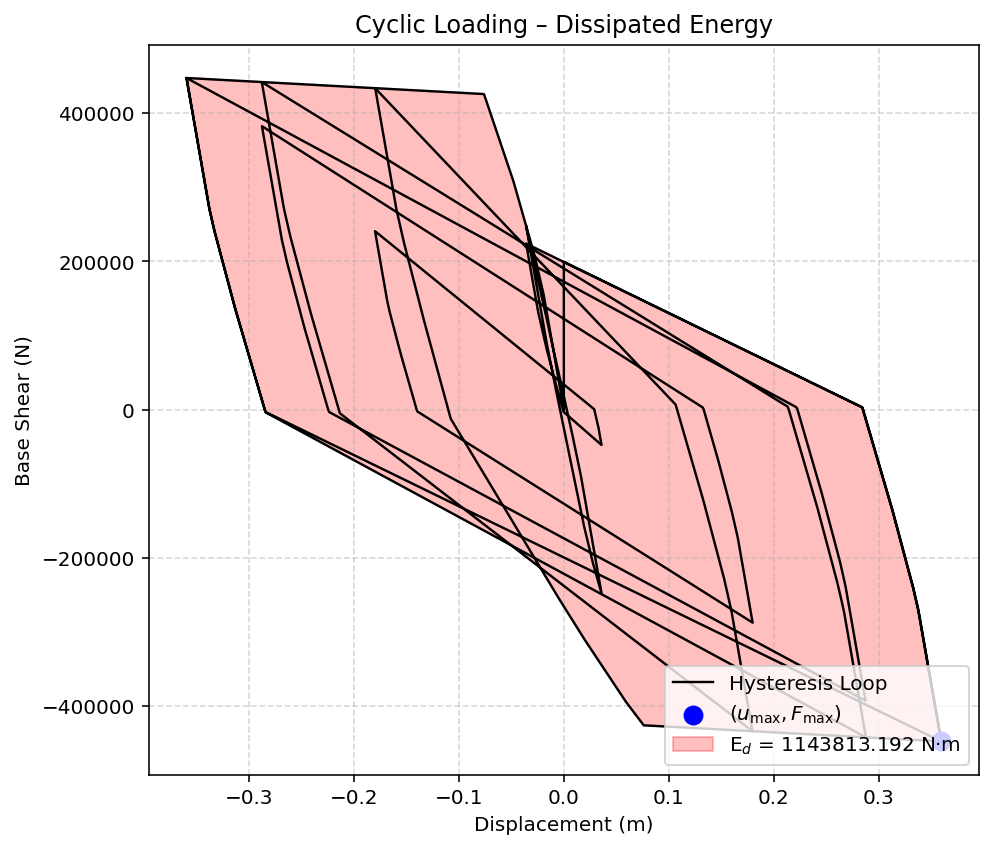 Cyclic Loading – Dissipated Energy
Base Shear (N)
400000
200000
0
−200000
−400000
−0.3
−0.2
−0.1
0.0
0.1
0.2
0.3
Displacement (m)
Hysteresis Loop
(u_max, F_max)
E_d = 1143813.192 N·m